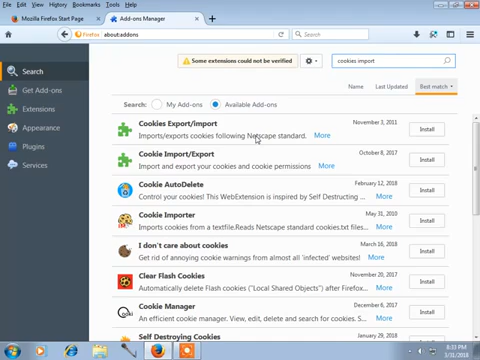 File Edit View History Bookmarks Tools Help
Mozilla Firefox Start Page
Add-ons Manager
Firefox about:addons
Search
Some extensions could not be verified
cookies import
Search
Name Last Updated Best match
Get Add-ons
Search: My Add-ons Available Add-ons
Extensions
Cookies Export/import November 3, 2011
Imports/exports cookies following Netscape standard. More
Install
Appearance
Plugins
Cookie Import/Export October 8, 2017
Import and export your cookies and cookie permissions More
Install
Services
Cookie AutoDelete February 12, 2018
Control your cookies! This WebExtension is inspired by Self Destructing ... More
Install
Cookie Importer May 31, 2010
Imports cookies from a textfile.Reads Netscape standard cookies.txt files... More
Install
I don't care about cookies March 16, 2018
Get rid of annoying cookie warnings from almost all 'infected' websites! More
Install
Clear Flash Cookies November 20, 2017
Automatically delete Flash cookies ("Local Shared Objects") after Firefox... More
Install
Cookie Manager December 6, 2017
An efficient cookie manager. View, edit, delete and search for cookies. S... More
Install
Self Destroying Cookies January 29, 2018
8:33 PM
3/31/2018